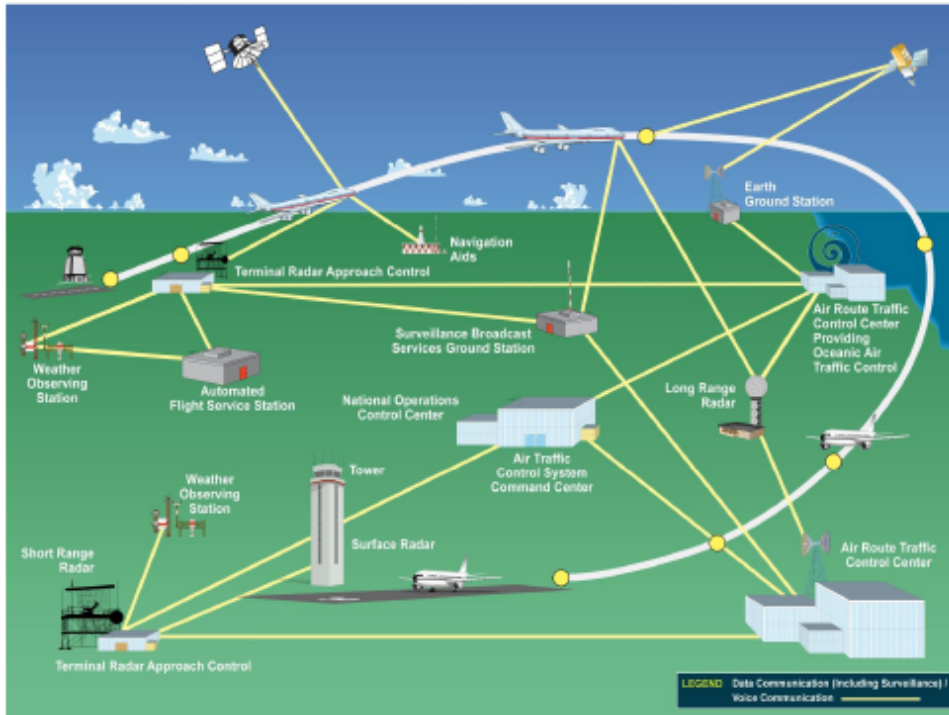 Earth
Ground Station
Navigation
Aids
Terminal Radar Approach Control
Air Route Traffic
Control Center
Providing
Oceanic Air
Traffic Control
Surveillance Broadcast
Services Ground Station
Weather
Observing
Station
Automated
Flight Service Station
Long Range
Radar
National Operations
Control Center
Air Traffic
Control System
Command Center
Tower
Weather
Observing
Station
Surface Radar
Short Range
Radar
Air Route Traffic
Control Center
Terminal Radar Approach Control
LEGEND Data Communication (Including Surveillance) /
Voice Communication